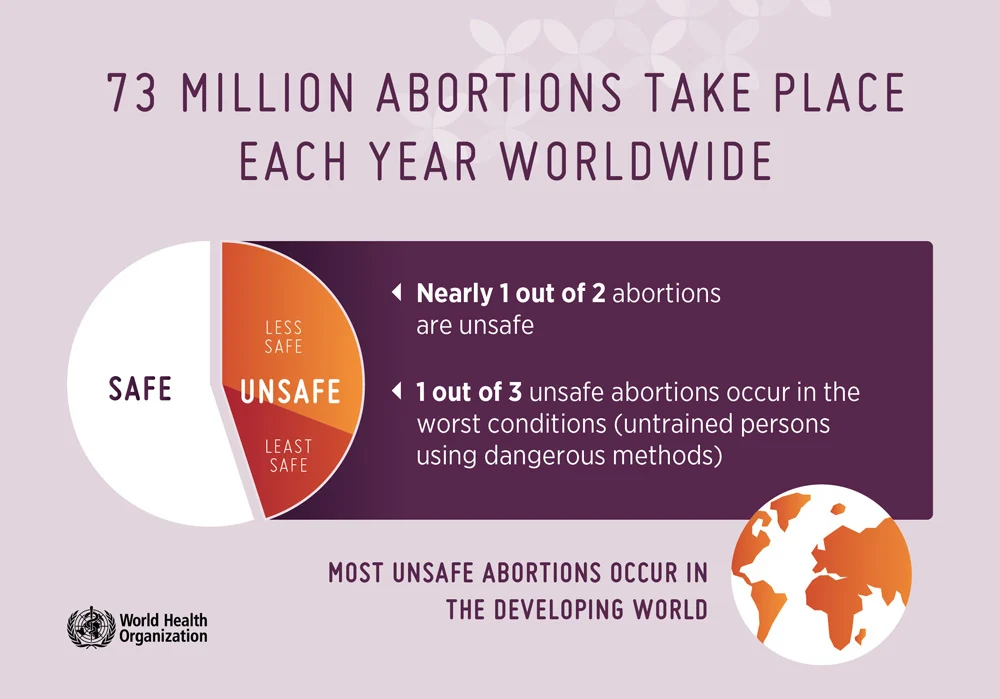 73 MILLION ABORTIONS TAKE PLACE
EACH YEAR WORLDWIDE
SAFE
LESS
SAFE
UNSAFE
LEAST
SAFE
Nearly 1 out of 2 abortions
are unsafe
1 out of 3 unsafe abortions occur in the
worst conditions (untrained persons
using dangerous methods)
MOST UNSAFE ABORTIONS OCCUR IN
THE DEVELOPING WORLD
World Health
Organization